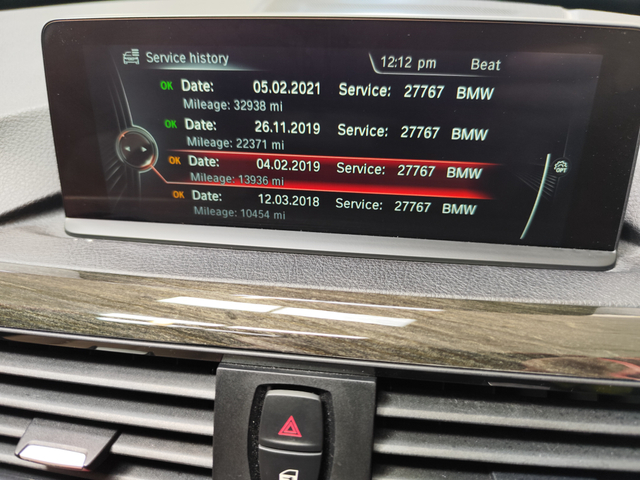 Service history 12:12 pm Beat
OK Date: 05.02.2021 Service: 27767 BMW
Mileage: 32938 mi
OK Date: 26.11.2019 Service: 27767 BMW
Mileage: 22371 mi
OK Date: 04.02.2019 Service: 27767 BMW
Mileage: 13936 mi
OFF
OK Date: 12.03.2018 Service: 27767 BMW
Mileage: 10454 mi